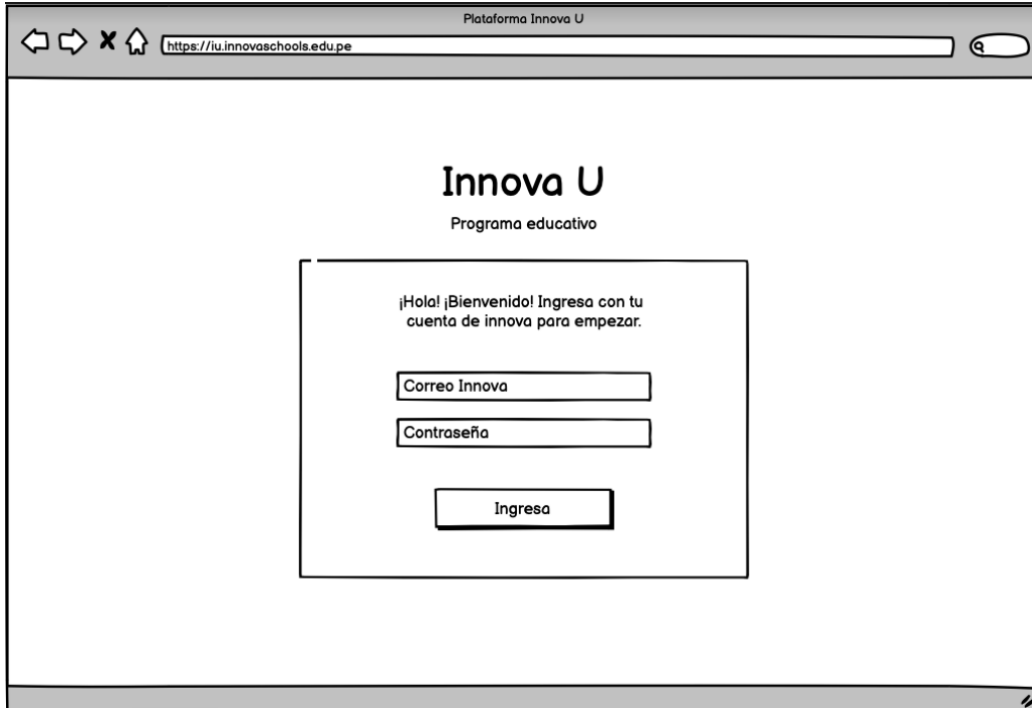 Plataforma Innova U
https://iu.innovaschools.edu.pe
Innova U
Programa educativo
¡Hola! ¡Bienvenido! Ingresa con tu
cuenta de innova para empezar.
Correo Innova
Contraseña
Ingresa